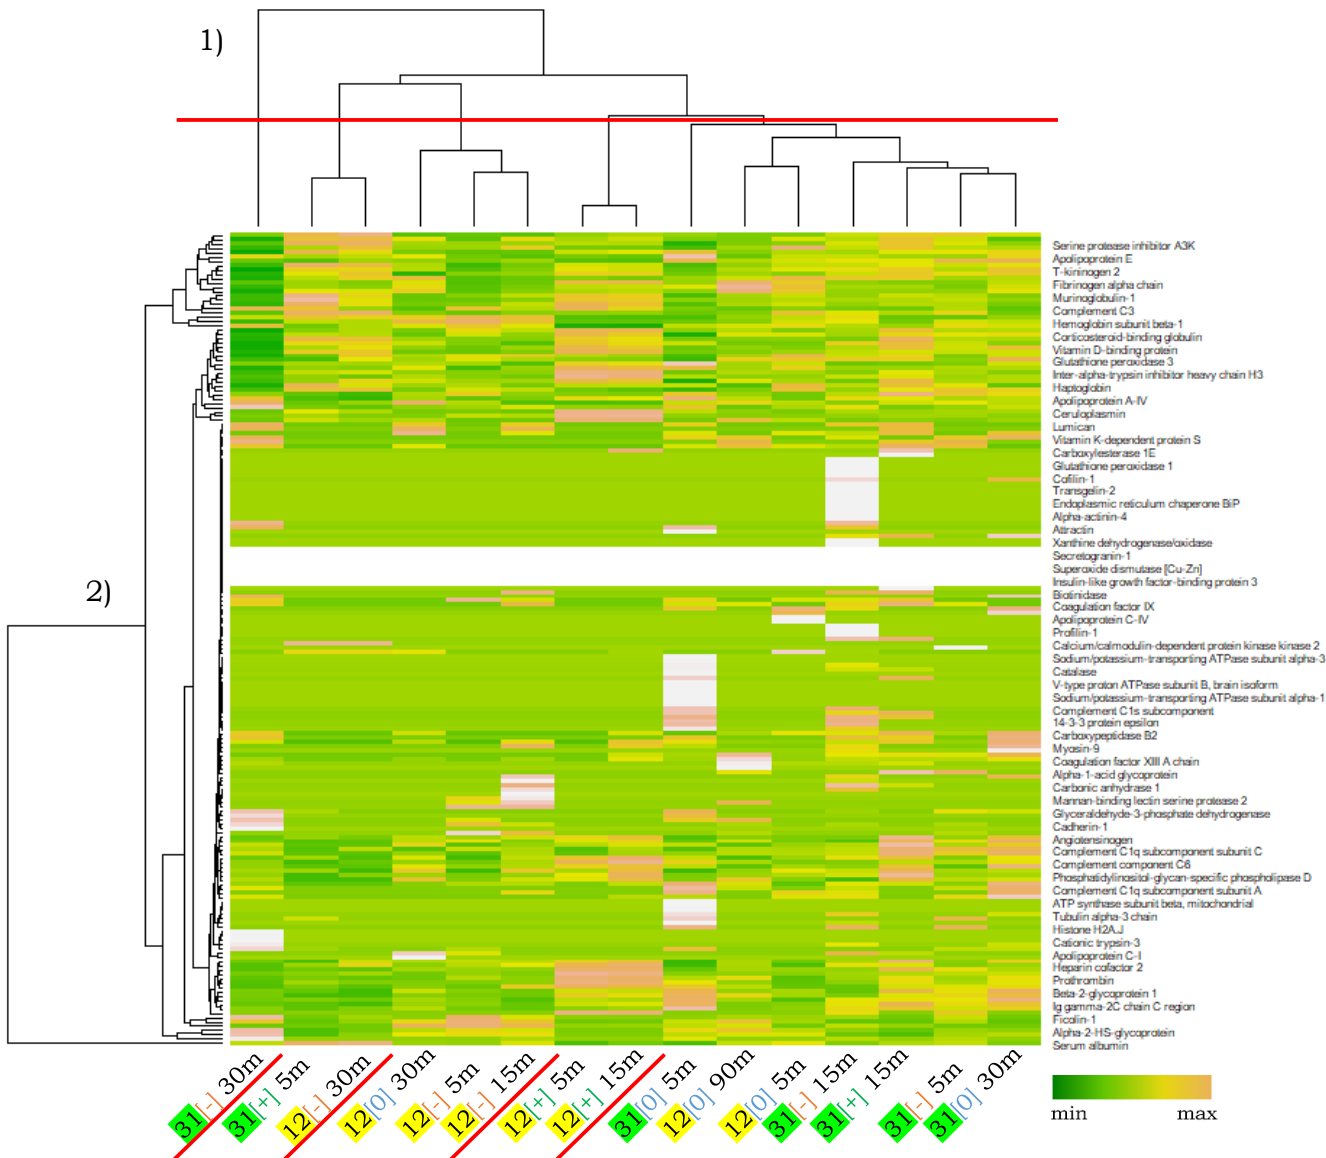 1)
2)
Serine protease inhibitor A3K
Apolipoprotein E
T-kininogen 2
Fibrinogen alpha chain
Murinoglobulin-1
Complement C3
Hemoglobin subunit beta-1
Corticosteroid-binding globulin
Vitamin D-binding protein
Glutathione peroxidase 3
Inter-alpha-trypsin inhibitor heavy chain H3
Haptoglobin
Apolipoprotein A-IV
Ceruloplasmin
Lumican
Vitamin K-dependent protein S
Carboxylesterase 1E
Glutathione peroxidase 1
Cofilin-1
Transgelin-2
Endoplasmic reticulum chaperone BiP
Alpha-actinin-4
Attractin
Xanthine dehydrogenase/oxidase
Secretogranin-1
Superoxide dismutase [Cu-Zn]
Insulin-like growth factor-binding protein 3
Biotinidase
Coagulation factor IX
Apolipoprotein C-IV
Profilin-1
Calcium/calmodulin-dependent protein kinase kinase 2
Sodium/potassium-transporting ATPase subunit alpha-3
Catalase
V-type proton ATPase subunit B, brain isoform
Sodium/potassium-transporting ATPase subunit alpha-1
Complement C1s subcomponent
14-3-3 protein epsilon
Carboxypeptidase B2
Myosin-9
Coagulation factor XIII A chain
Alpha-1-acid glycoprotein
Carbonic anhydrase 1
Mannan-binding lectin serine protease 2
Glyceraldehyde-3-phosphate dehydrogenase
Cadherin-1
Angiotensinogen
Complement C1q subcomponent subunit C
Complement component C6
Phosphatidylinositol-glycan-specific phospholipase D
Complement C1q subcomponent subunit A
ATP synthase subunit beta, mitochondrial
Tubulin alpha-3 chain
Histone H2A.J
Cationic trypsin-3
Apolipoprotein C-I
Heparin cofactor 2
Prothrombin
Beta-2-glycoprotein 1
Ig gamma-2C chain C region
Ficolin-1
Alpha-2-HS-glycoprotein
Serum albumin
31[-] 30m
31[+] 5m
12[-] 30m
12[0] 30m
12[-] 5m
12[-] 15m
12[+] 5m
12[+] 15m
31[0] 5m
12[0] 90m
12[0] 5m
31[-] 15m
31[+] 15m
31[-] 5m
31[0] 30m
min max